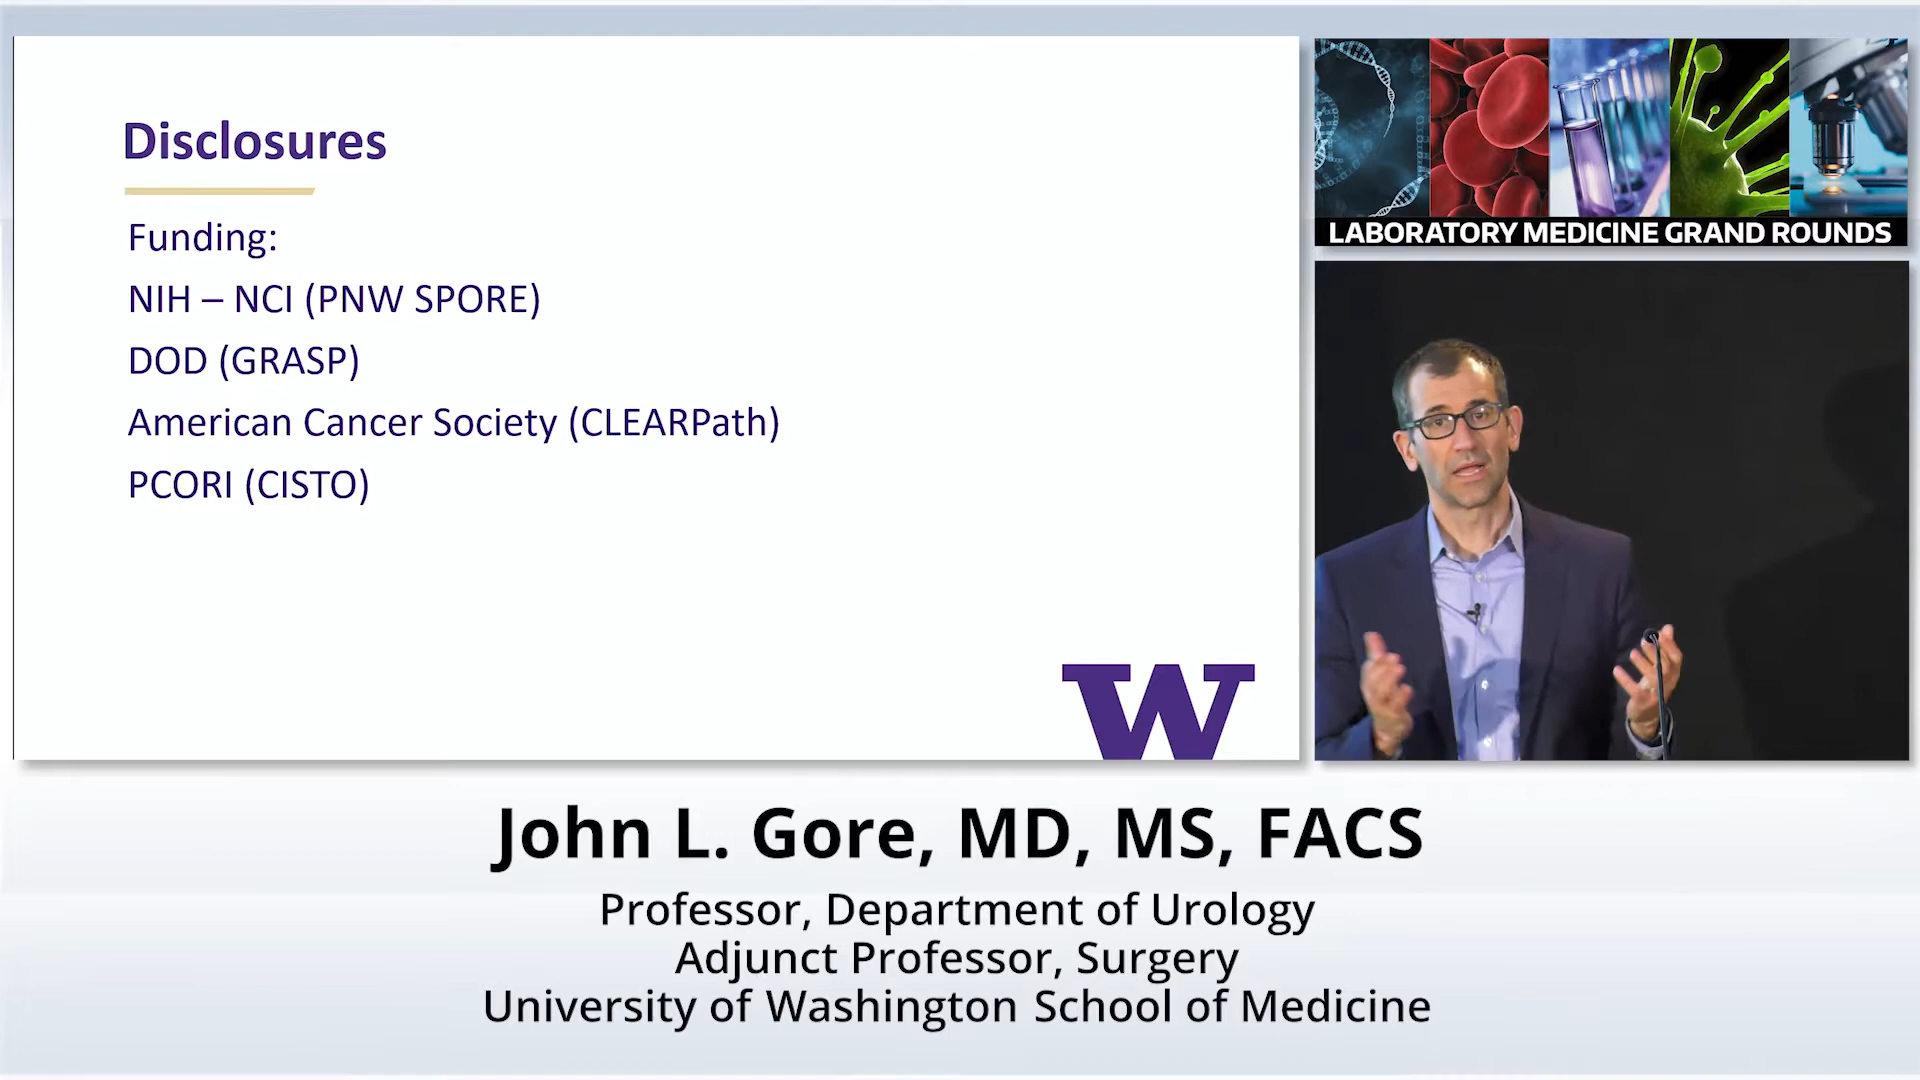 Disclosures
Funding:
NIH – NCI (PNW SPORE)
DOD (GRASP)
American Cancer Society (CLEARPath)
PCORI (CISTO)
W
LABORATORY MEDICINE GRAND ROUNDS
John L. Gore, MD, MS, FACS
Professor, Department of Urology
Adjunct Professor, Surgery
University of Washington School of Medicine